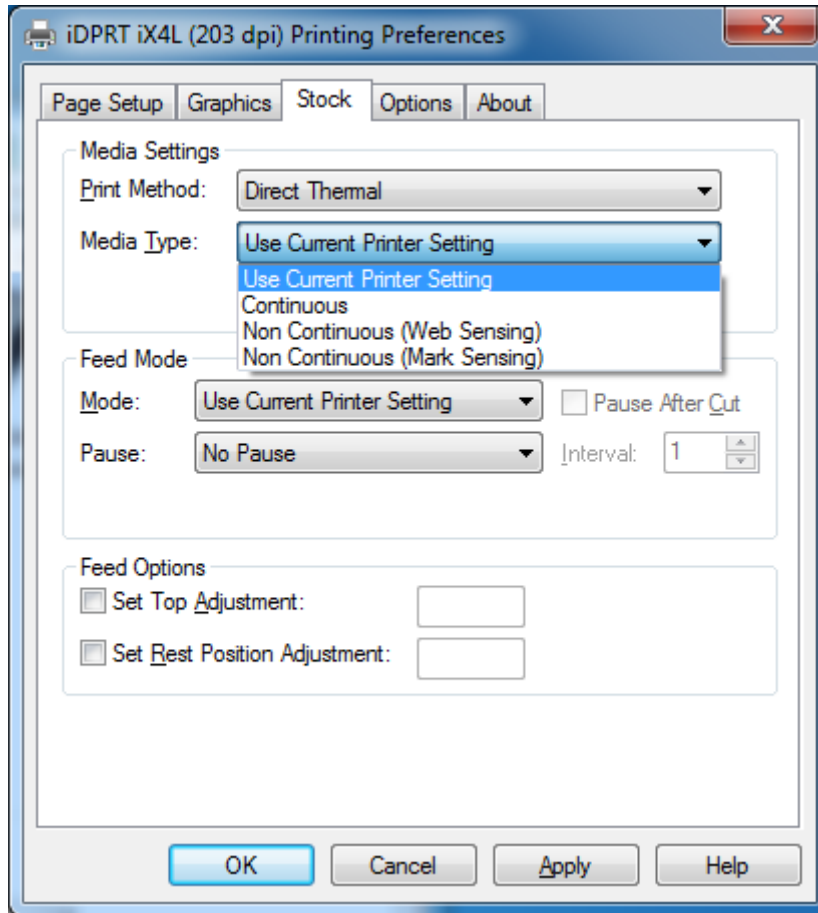 iDPRT iX4L (203 dpi) Printing Preferences
Page Setup Graphics Stock Options About
Media Settings
Print Method: Direct Thermal
Media Type: Use Current Printer Setting
Use Current Printer Setting
Continuous
Non Continuous (Web Sensing)
Non Continuous (Mark Sensing)
Feed Mode
Mode: Use Current Printer Setting Pause After Cut
Pause: No Pause Interval: 1
Feed Options
Set Top Adjustment:
Set Rest Position Adjustment:
OK Cancel Apply Help